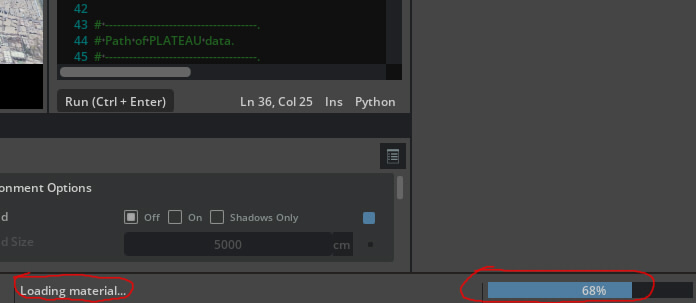 42
43 # --------------------------------------.
44 # Path of PLATEAU data.
45 # --------------------------------------.
Run (Ctrl + Enter)
Ln 36, Col 25 Ins Python
onment Options
d Off On Shadows Only
d Size 5000 cm
Loading material... 68%